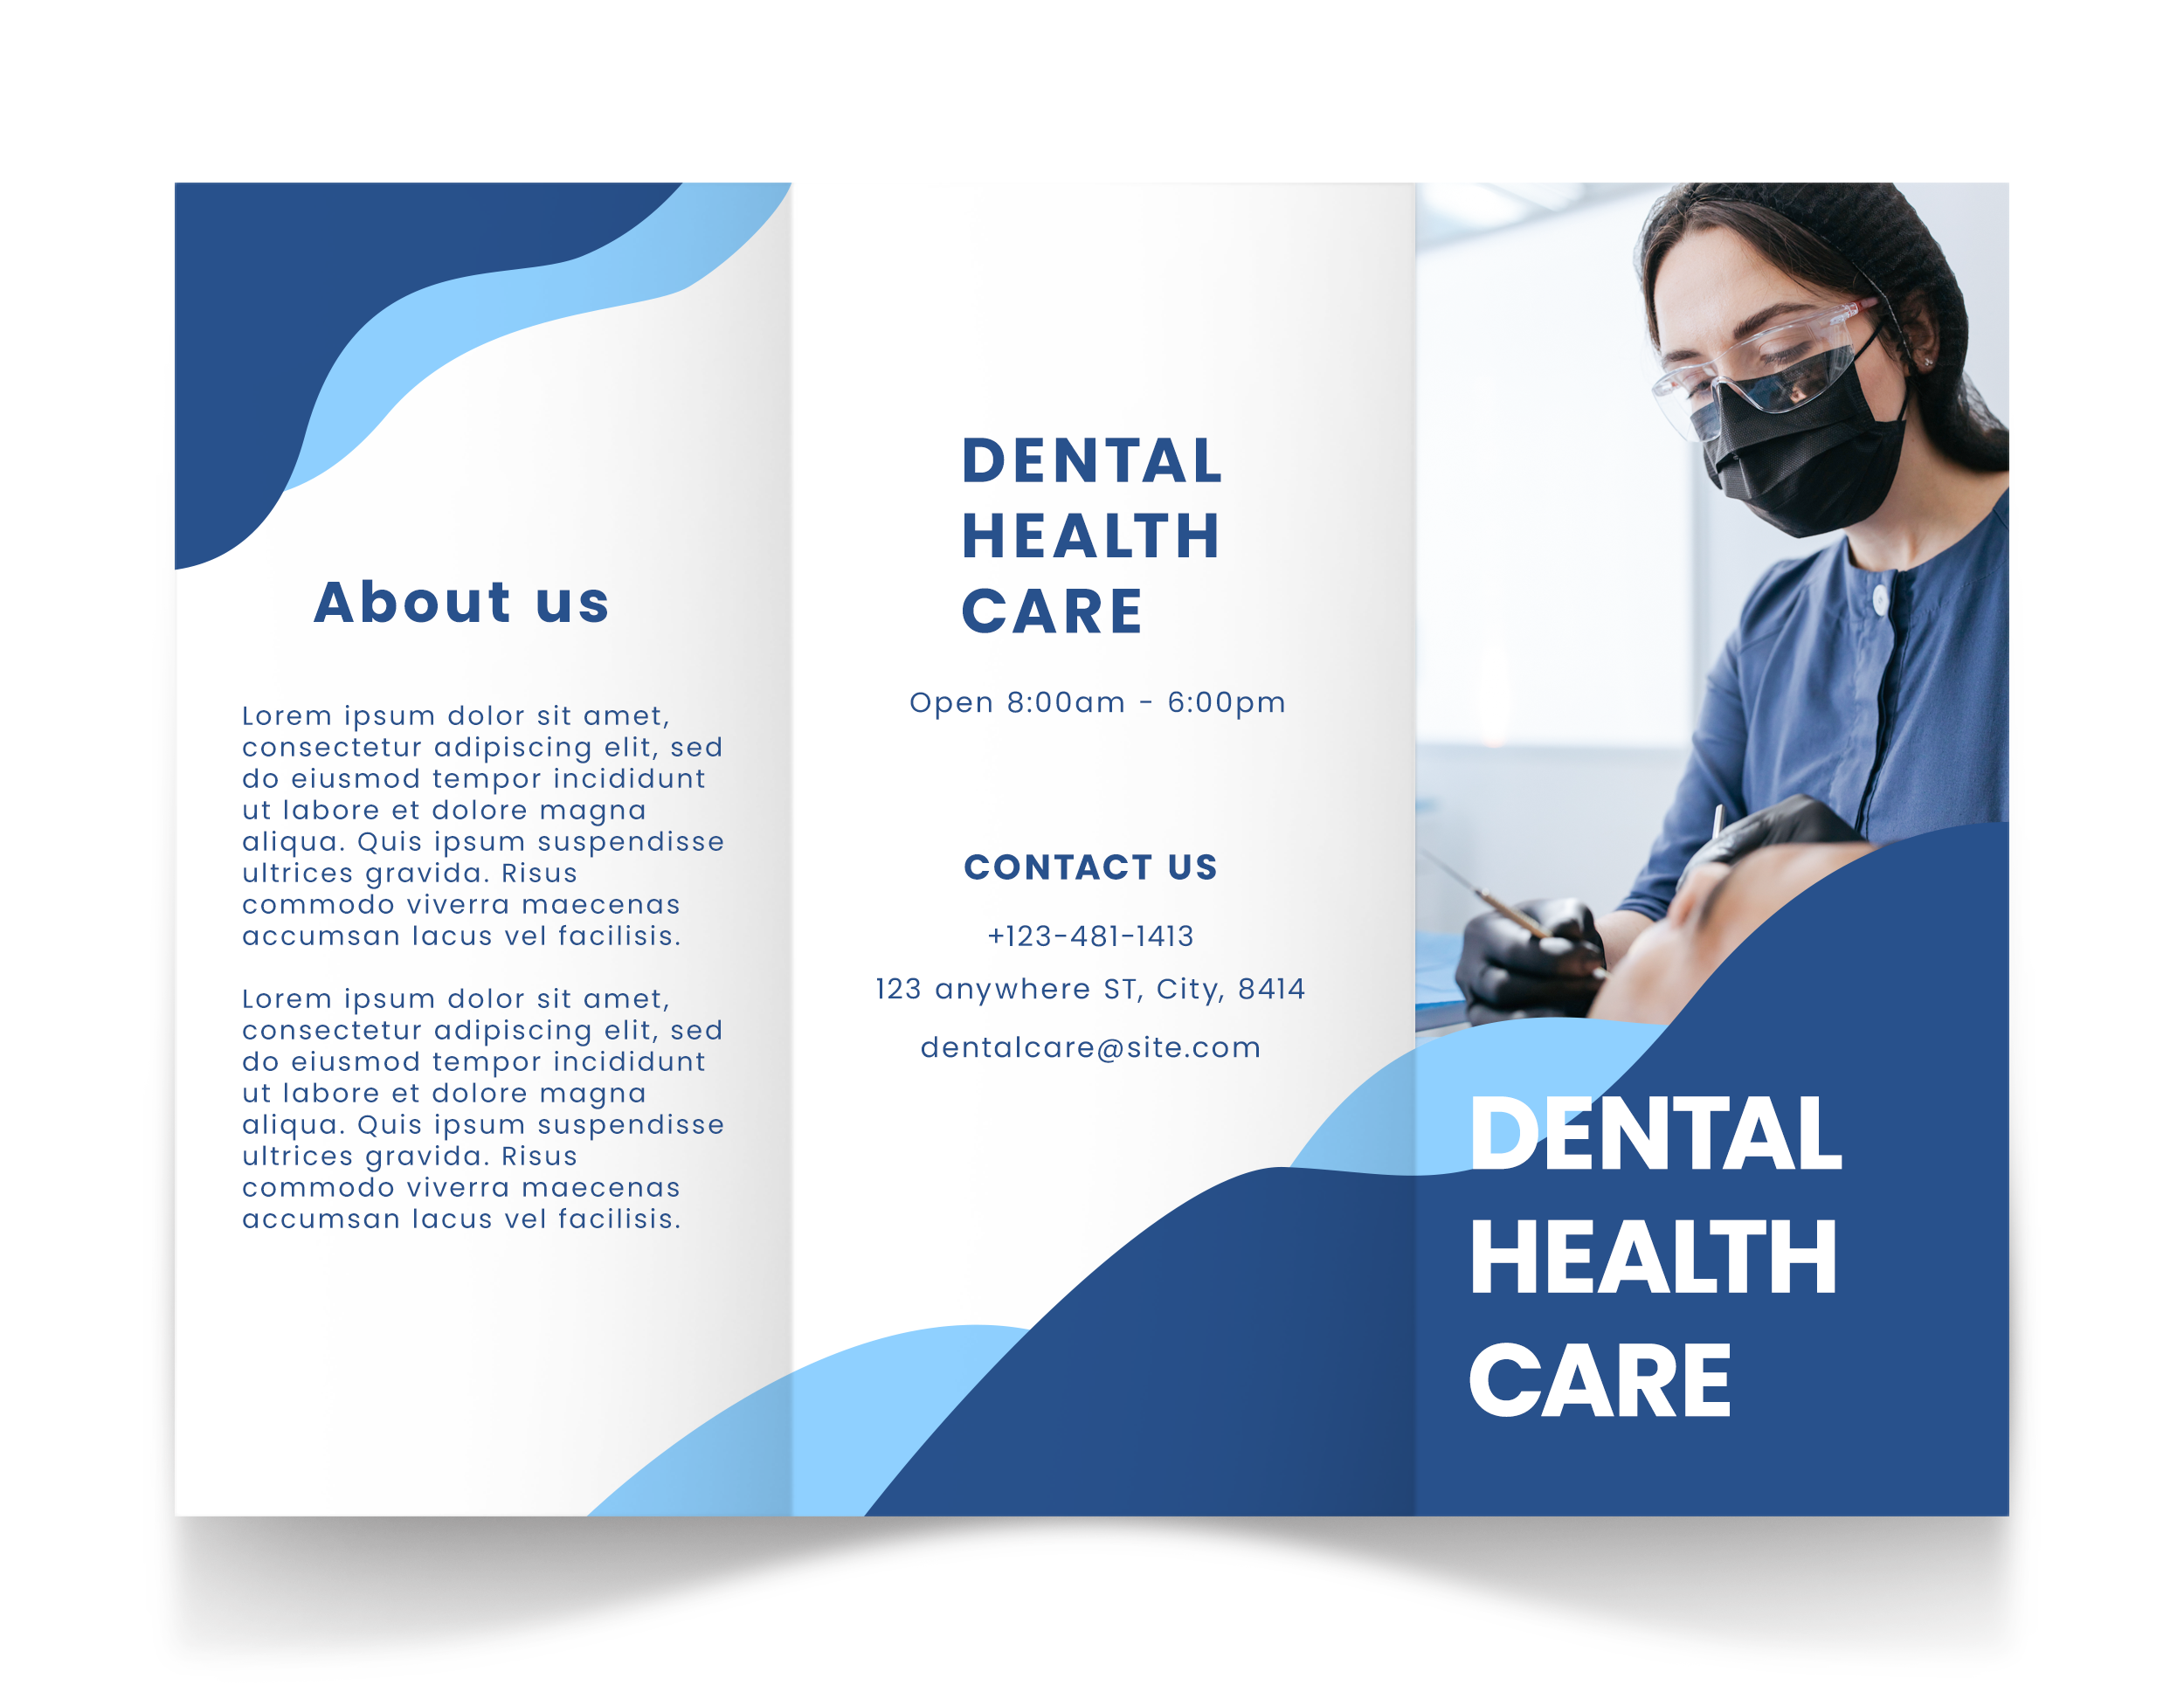 About us
Lorem ipsum dolor sit amet,
consectetur adipiscing elit, sed
do eiusmod tempor incididunt
ut labore et dolore magna
aliqua. Quis ipsum suspendisse
ultrices gravida. Risus
commodo viverra maecenas
accumsan lacus vel facilisis.
Lorem ipsum dolor sit amet,
consectetur adipiscing elit, sed
do eiusmod tempor incididunt
ut labore et dolore magna
aliqua. Quis ipsum suspendisse
ultrices gravida. Risus
commodo viverra maecenas
accumsan lacus vel facilisis.
DENTAL
HEALTH
CARE
Open 8:00am - 6:00pm
CONTACT US
+123-481-1413
123 anywhere ST, City, 8414
dentalcare@site.com
DENTAL
HEALTH
CARE